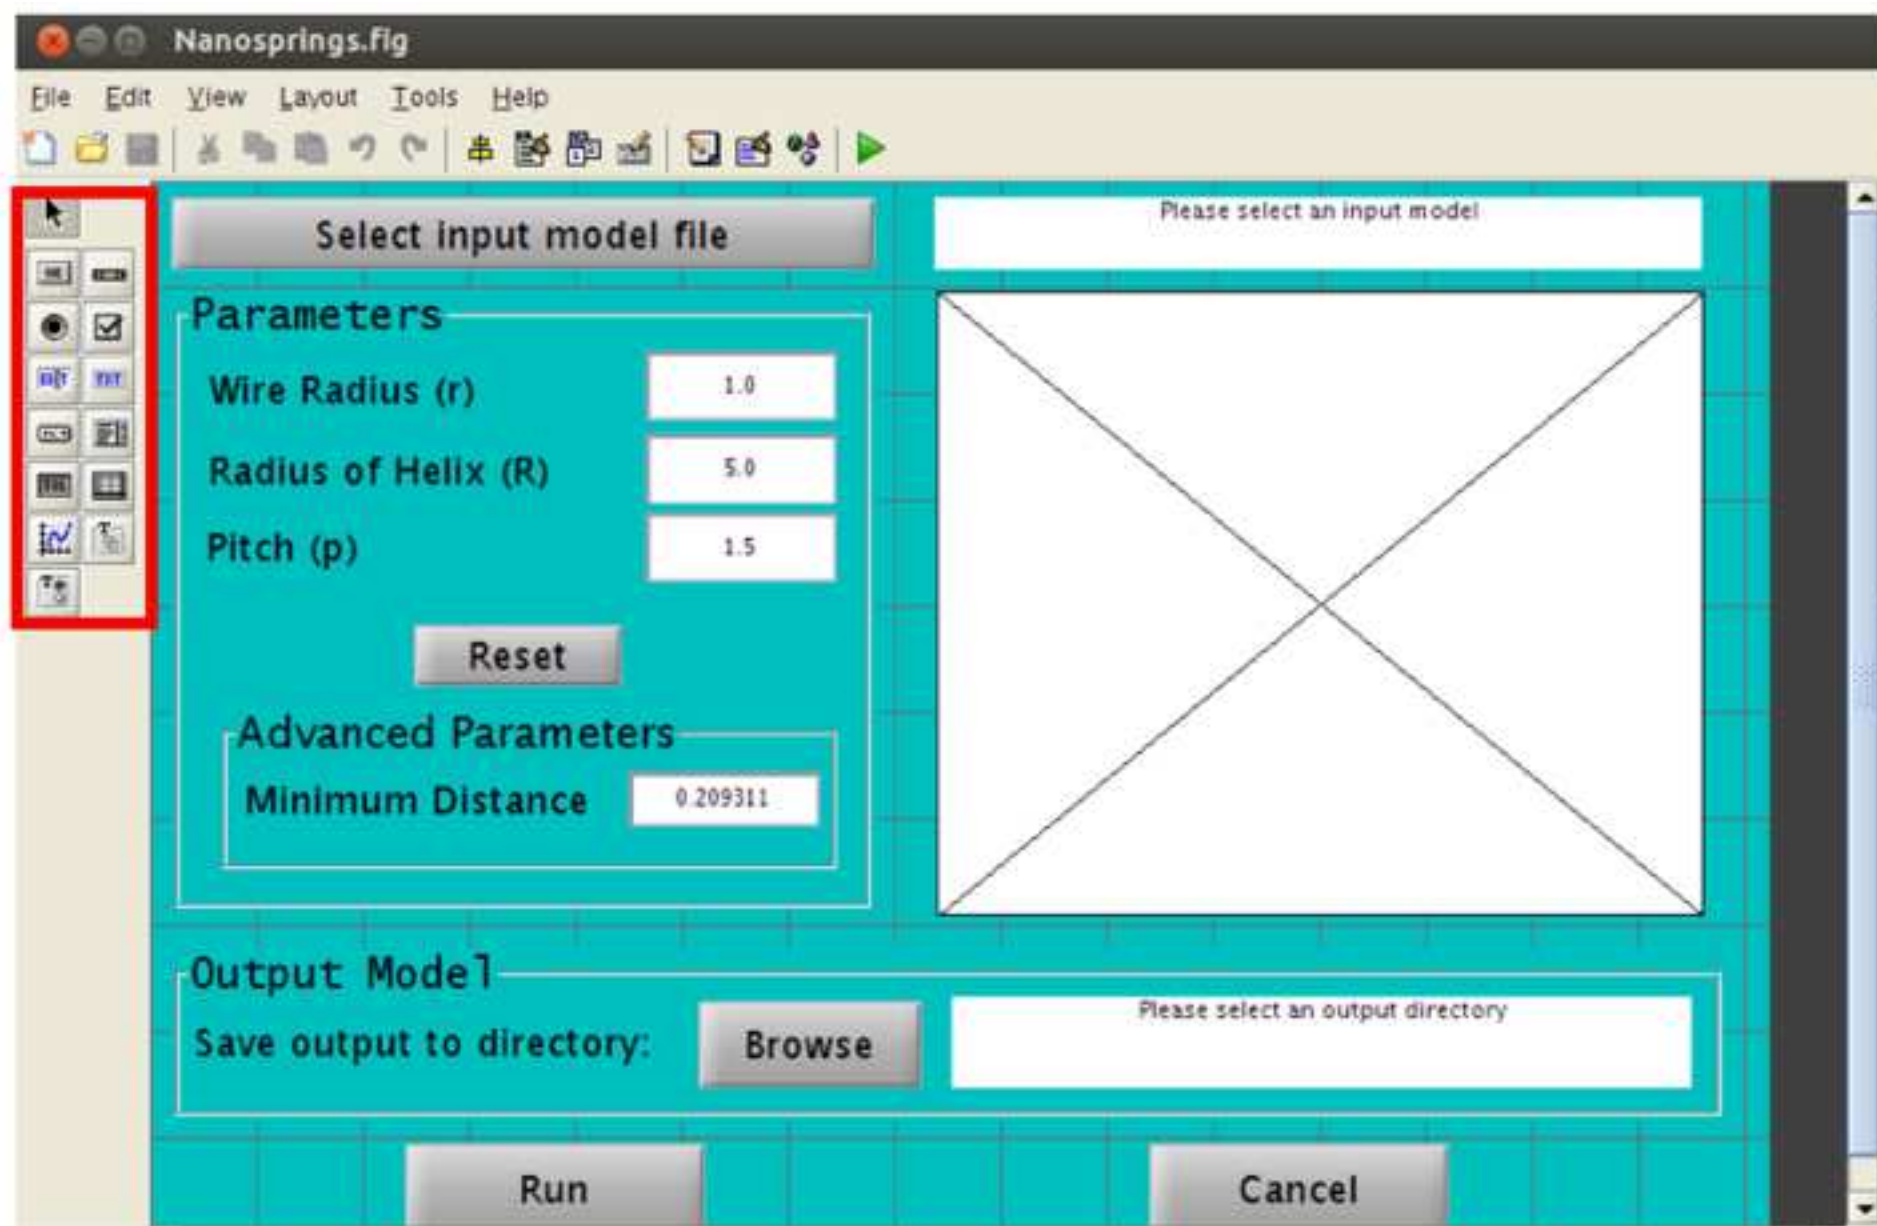 Nanosprings.fig
File Edit View Layout Tools Help
Select input model file
Please select an input model
Parameters
Wire Radius (r)
1.0
Radius of Helix (R)
5.0
Pitch (p)
1.5
Reset
Advanced Parameters
Minimum Distance
0.209311
Output Model
Save output to directory:
Browse
Please select an output directory
Run
Cancel